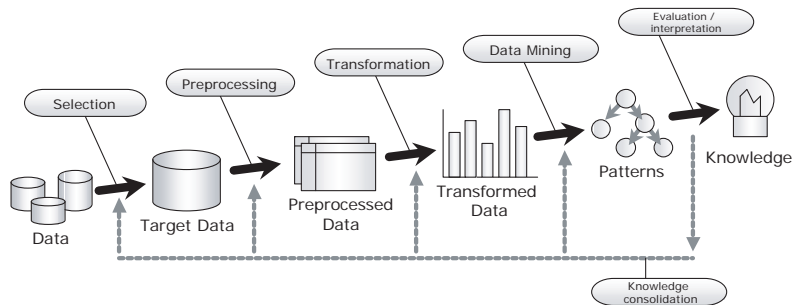 Evaluation /
interpretation
Data Mining
Transformation
Preprocessing
Selection
Data
Target Data
Preprocessed
Data
Transformed
Data
Patterns
Knowledge
Knowledge
consolidation